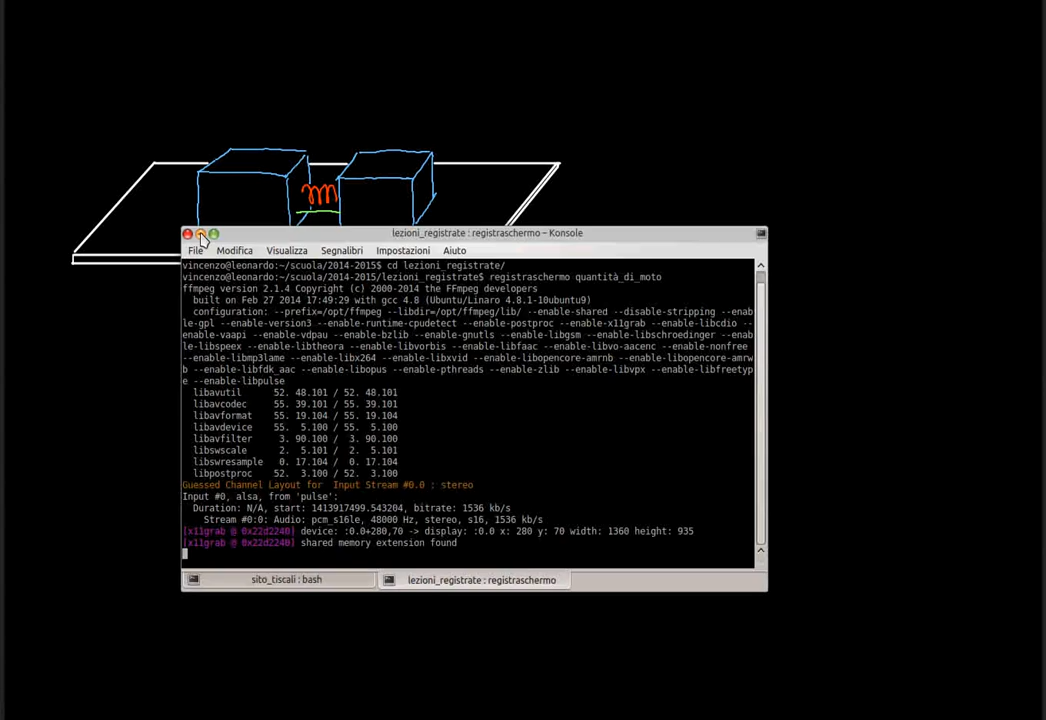 lezioni_registrate : registraschermo – Konsole
File Modifica Visualizza Segnalibri Impostazioni Aiuto
vincenzo@leonardo:~/scuola/2014-2015$ cd lezioni_registrate/
vincenzo@leonardo:~/scuola/2014-2015/lezioni_registrate$ registraschermo quantità_di_moto
ffmpeg version 2.1.4 Copyright (c) 2000-2014 the FFmpeg developers
built on Feb 27 2014 17:49:29 with gcc 4.8 (Ubuntu/Linaro 4.8.1-10ubuntu9)
configuration: --prefix=/opt/ffmpeg --libdir=/opt/ffmpeg/lib/ --enable-shared --disable-stripping --enab
le-gpl --enable-version3 --enable-runtime-cpudetect --enable-postproc --enable-x11grab --enable-libcdio --
enable-vaapi --enable-vdpau --enable-bzlib --enable-gnutls --enable-libgsm --enable-libschroedinger --enab
le-libspeex --enable-libtheora --enable-libvorbis --enable-libfaac --enable-libvo-aacenc --enable-nonfree
--enable-libmp3lame --enable-libx264 --enable-libxvid --enable-libopencore-amrnb --enable-libopencore-amrw
b --enable-libfdk_aac --enable-libopus --enable-pthreads --enable-zlib --enable-libvpx --enable-libfreetyp
e --enable-libpulse
libavutil 52. 48.101 / 52. 48.101
libavcodec 55. 39.101 / 55. 39.101
libavformat 55. 19.104 / 55. 19.104
libavdevice 55. 5.100 / 55. 5.100
libavfilter 3. 90.100 / 3. 90.100
libswscale 2. 5.101 / 2. 5.101
libswresample 0. 17.104 / 0. 17.104
libpostproc 52. 3.100 / 52. 3.100
Guessed Channel Layout for Input Stream #0.0 : stereo
Input #0, alsa, from 'pulse':
Duration: N/A, start: 1413917499.543204, bitrate: 1536 kb/s
Stream #0:0: Audio: pcm_s16le, 48000 Hz, stereo, s16, 1536 kb/s
[x11grab @ 0x22d2240] device: :0.0+280,70 -> display: :0.0 x: 280 y: 70 width: 1360 height: 935
[x11grab @ 0x22d2240] shared memory extension found
sito_tiscali : bash
lezioni_registrate : registraschermo